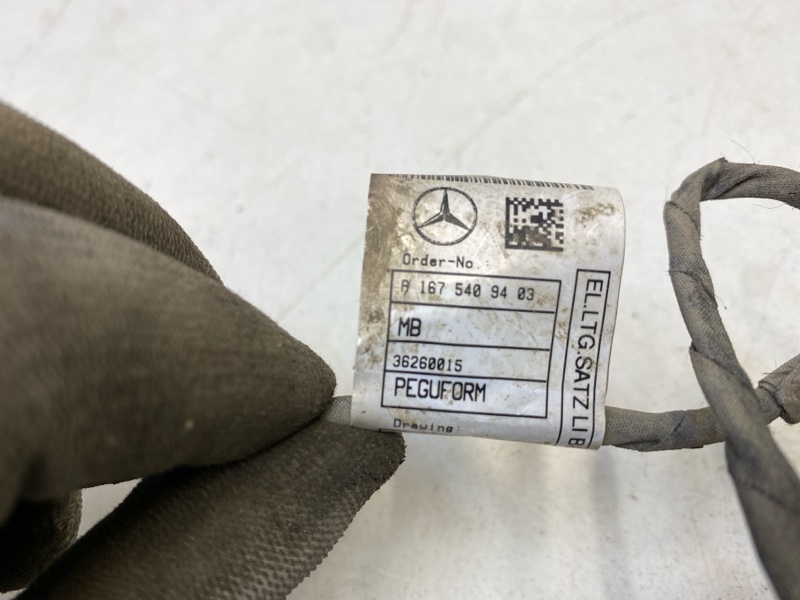 Order-No.:
A 167 540 94 03
MB
36260015
PEGUFORM
Drawing:
EL.LTG.SATZ LI B